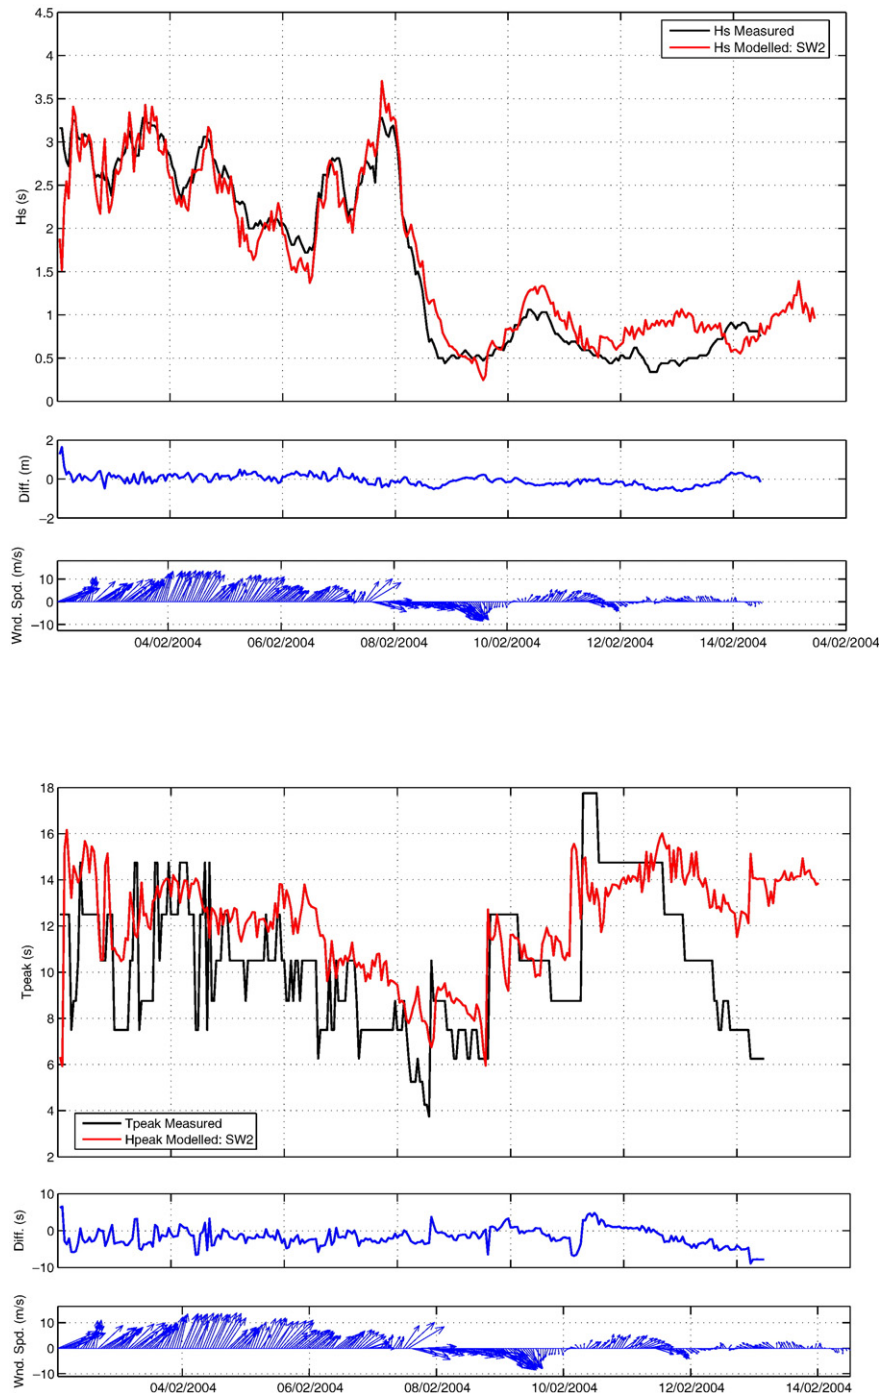 4.5
4
3.5
3
2.5
2
1.5
1
0.5
0
Hs (s)
Hs Measured
Hs Modelled: SW2
2
0
−2
Diff. (m)
10
0
−10
Wnd. Spd. (m/s)
04/02/2004 06/02/2004 08/02/2004 10/02/2004 12/02/2004 14/02/2004 04/02/2004
18
16
14
12
10
8
6
4
2
Tpeak (s)
Tpeak Measured
Hpeak Modelled: SW2
10
0
−10
Diff. (s)
10
0
−10
Wnd. Spd. (m/s)
04/02/2004 06/02/2004 08/02/2004 10/02/2004 12/02/2004 14/02/2004